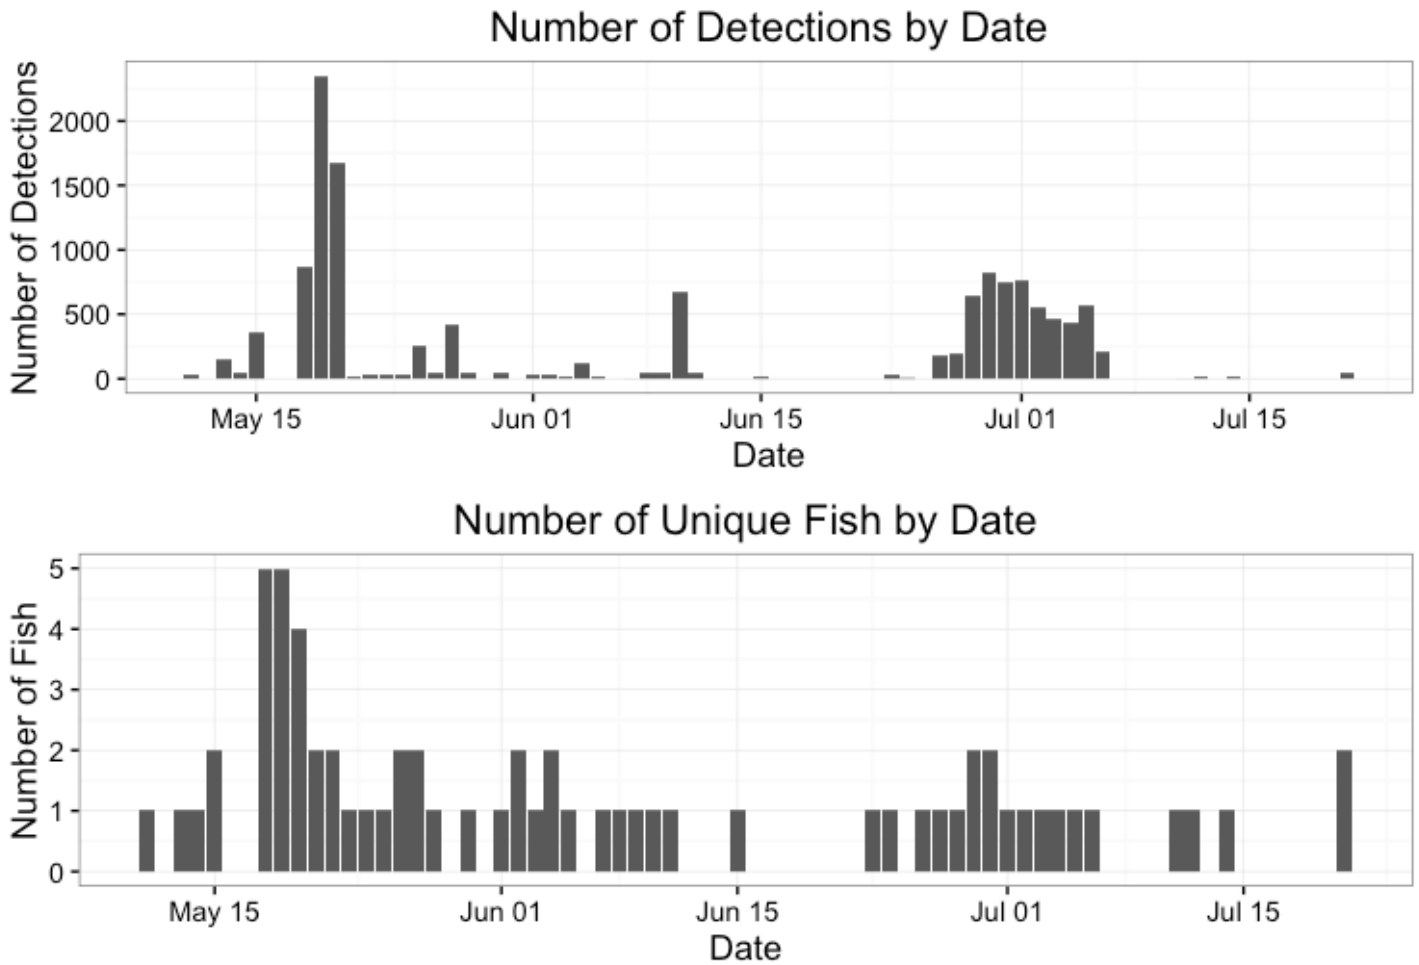 Number of Detections by Date
Number of Detections
2000
1500
1000
500
0
May 15 Jun 01 Jun 15 Jul 01 Jul 15
Date
Number of Unique Fish by Date
Number of Fish
5
4
3
2
1
0
May 15 Jun 01 Jun 15 Jul 01 Jul 15
Date